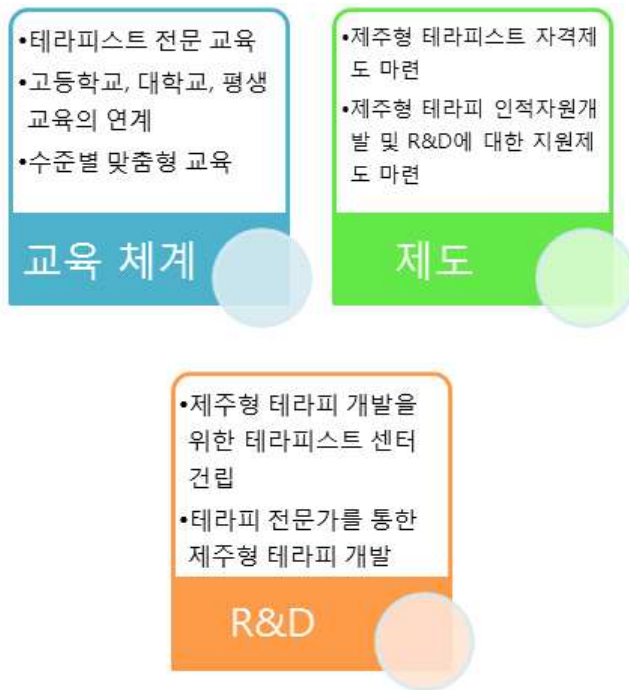 •테라피스트 전문 교육
•고등학교, 대학교, 평생
교육의 연계
•수준별 맞춤형 교육
교육 체계
•제주형 테라피스트 자격제
도 마련
•제주형 테라피 인적자원개
발 및 R&D에 대한 지원제
도 마련
제도
•제주형 테라피 개발을
위한 테라피스트 센터
건립
•테라피 전문가를 통한
제주형 테라피 개발
R&D